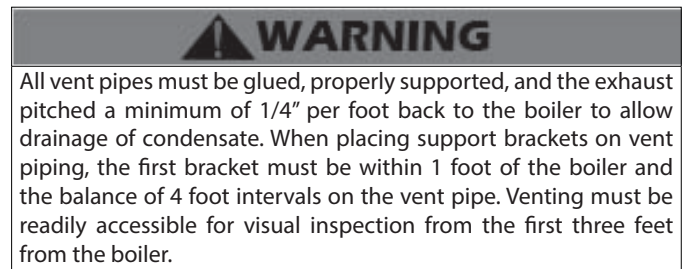 WARNING
All vent pipes must be glued, properly supported, and the exhaust
pitched a minimum of 1/4” per foot back to the boiler to allow
drainage of condensate. When placing support brackets on vent
piping, the first bracket must be within 1 foot of the boiler and
the balance of 4 foot intervals on the vent pipe. Venting must be
readily accessible for visual inspection from the first three feet
from the boiler.